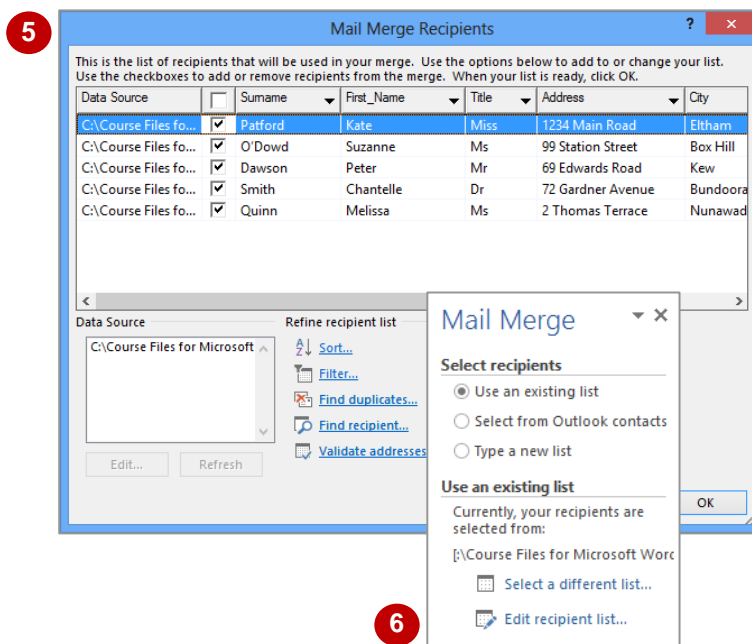 5
Mail Merge Recipients
?
×
This is the list of recipients that will be used in your merge. Use the options below to add to or change your list.
Use the checkboxes to add or remove recipients from the merge. When your list is ready, click OK.
Data Source Surname First_Name Title Address City
C:\Course Files fo... Patford Kate Miss 1234 Main Road Eltham
C:\Course Files fo... O'Dowd Suzanne Ms 99 Station Street Box Hill
C:\Course Files fo... Dawson Peter Mr 69 Edwards Road Kew
C:\Course Files fo... Smith Chantelle Dr 72 Gardner Avenue Bundoora
C:\Course Files fo... Quinn Melissa Ms 2 Thomas Terrace Nunawad
Data Source
C:\Course Files for Microsoft
Edit... Refresh
Refine recipient list
Sort...
Filter...
Find duplicates...
Find recipient...
Validate addresses
OK
Mail Merge
Select recipients
Use an existing list
Select from Outlook contacts
Type a new list
Use an existing list
Currently, your recipients are
selected from:
[:\Course Files for Microsoft Word
Select a different list...
6
Edit recipient list...